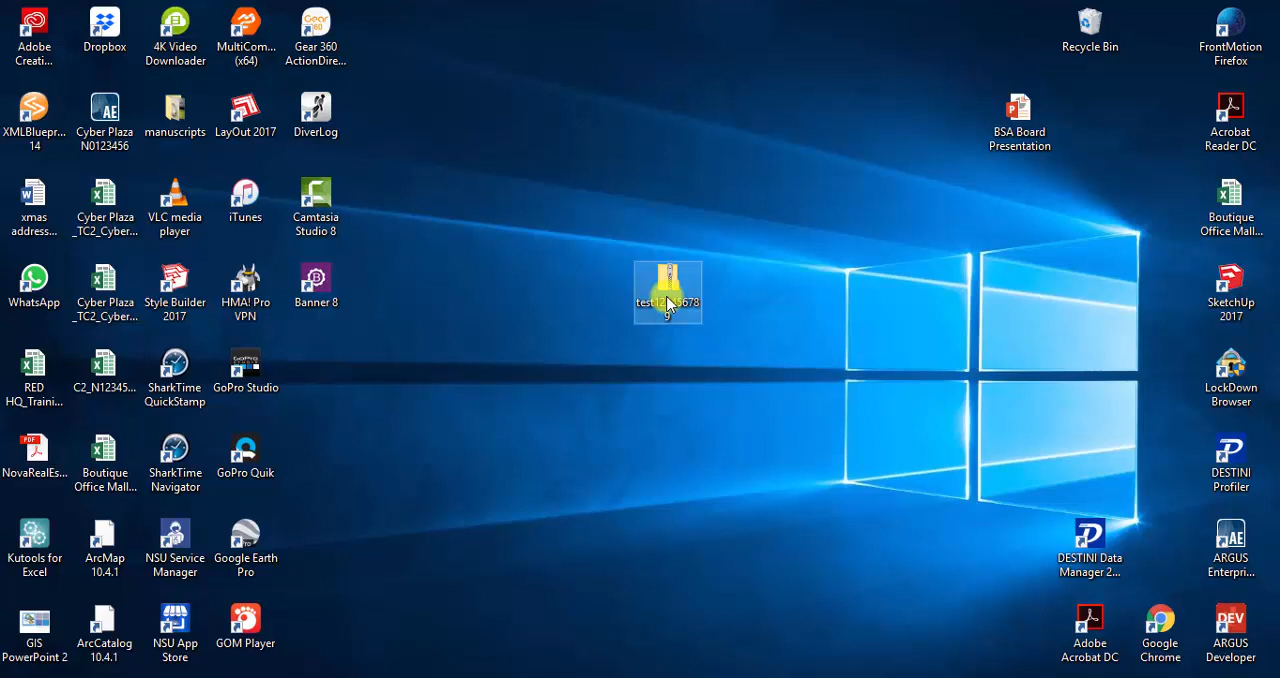 Adobe
Creati...
Dropbox
4K Video
Downloader
MultiCom...
(x64)
Gear 360
ActionDire...
Recycle Bin
FrontMotion
Firefox
XMLBluepr...
14
Cyber Plaza
N0123456
manuscripts
LayOut 2017
DiverLog
BSA Board
Presentation
Acrobat
Reader DC
xmas
address...
Cyber Plaza
_TC2_Cyber...
VLC media
player
iTunes
Camtasia
Studio 8
Boutique
Office Mall...
WhatsApp
Cyber Plaza
_TC2_Cyber...
Style Builder
2017
HMA! Pro
VPN
Banner 8
SketchUp
2017
RED
HQ_Traini...
C2_N12345...
SharkTime
QuickStamp
GoPro Studio
LockDown
Browser
NovaRealEs...
Boutique
Office Mall...
SharkTime
Navigator
GoPro Quik
DESTINI
Profiler
Kutools for
Excel
ArcMap
10.4.1
NSU Service
Manager
Google Earth
Pro
DESTINI Data
Manager 2...
ARGUS
Enterpri...
GIS
PowerPoint 2
ArcCatalog
10.4.1
NSU App
Store
GOM Player
Adobe
Acrobat DC
Google
Chrome
ARGUS
Developer